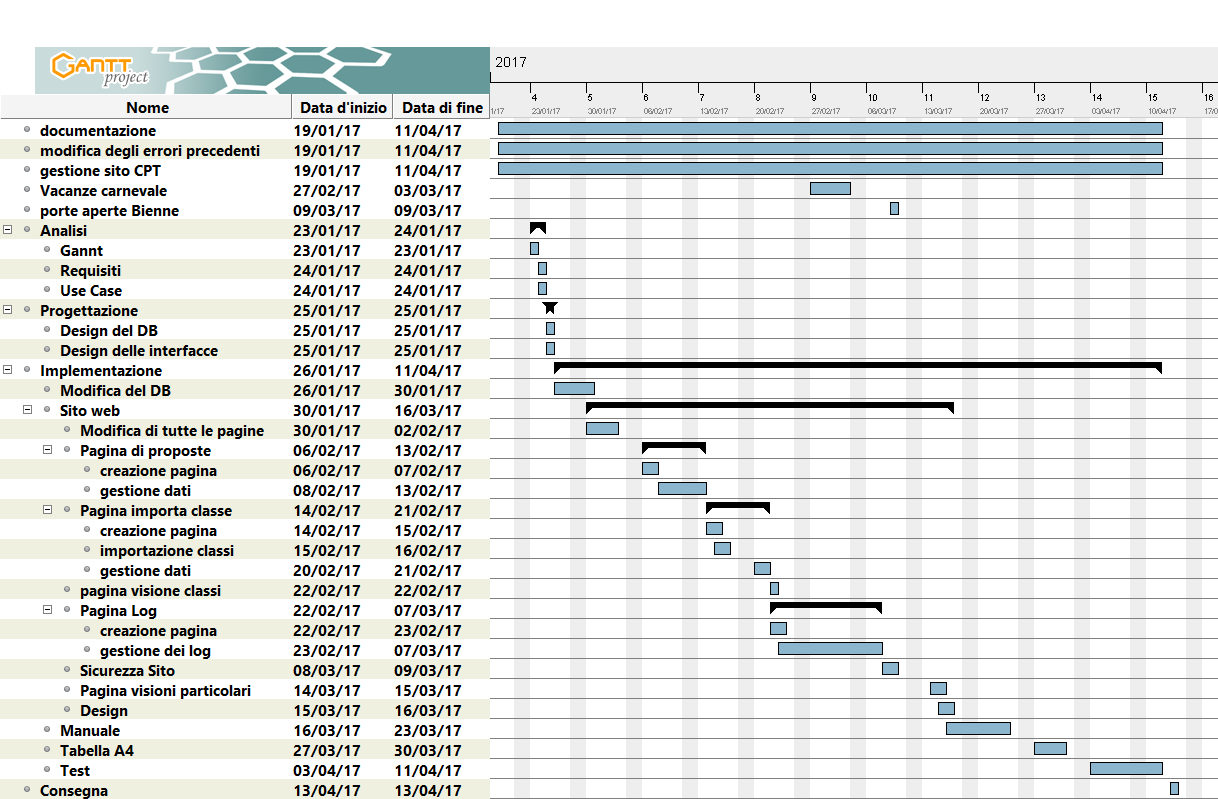 GANTT
project
2017
4 5 6 7 8 9 10 11 12 13 14 15 16
Nome Data d'inizio Data di fine
1/17 23/01/17 30/01/17 06/02/17 13/02/17 20/02/17 27/02/17 06/03/17 13/03/17 20/03/17 27/03/17 03/04/17 10/04/17 17/0
documentazione 19/01/17 11/04/17
modifica degli errori precedenti 19/01/17 11/04/17
gestione sito CPT 19/01/17 11/04/17
Vacanze carnevale 27/02/17 03/03/17
porte aperte Bienne 09/03/17 09/03/17
Analisi 23/01/17 24/01/17
Gannt 23/01/17 23/01/17
Requisiti 24/01/17 24/01/17
Use Case 24/01/17 24/01/17
Progettazione 25/01/17 25/01/17
Design del DB 25/01/17 25/01/17
Design delle interfacce 25/01/17 25/01/17
Implementazione 26/01/17 11/04/17
Modifica del DB 26/01/17 30/01/17
Sito web 30/01/17 16/03/17
Modifica di tutte le pagine 30/01/17 02/02/17
Pagina di proposte 06/02/17 13/02/17
creazione pagina 06/02/17 07/02/17
gestione dati 08/02/17 13/02/17
Pagina importa classe 14/02/17 21/02/17
creazione pagina 14/02/17 15/02/17
importazione classi 15/02/17 16/02/17
gestione dati 20/02/17 21/02/17
pagina visione classi 22/02/17 22/02/17
Pagina Log 22/02/17 07/03/17
creazione pagina 22/02/17 23/02/17
gestione dei log 23/02/17 07/03/17
Sicurezza Sito 08/03/17 09/03/17
Pagina visioni particolari 14/03/17 15/03/17
Design 15/03/17 16/03/17
Manuale 16/03/17 23/03/17
Tabella A4 27/03/17 30/03/17
Test 03/04/17 11/04/17
Consegna 13/04/17 13/04/17